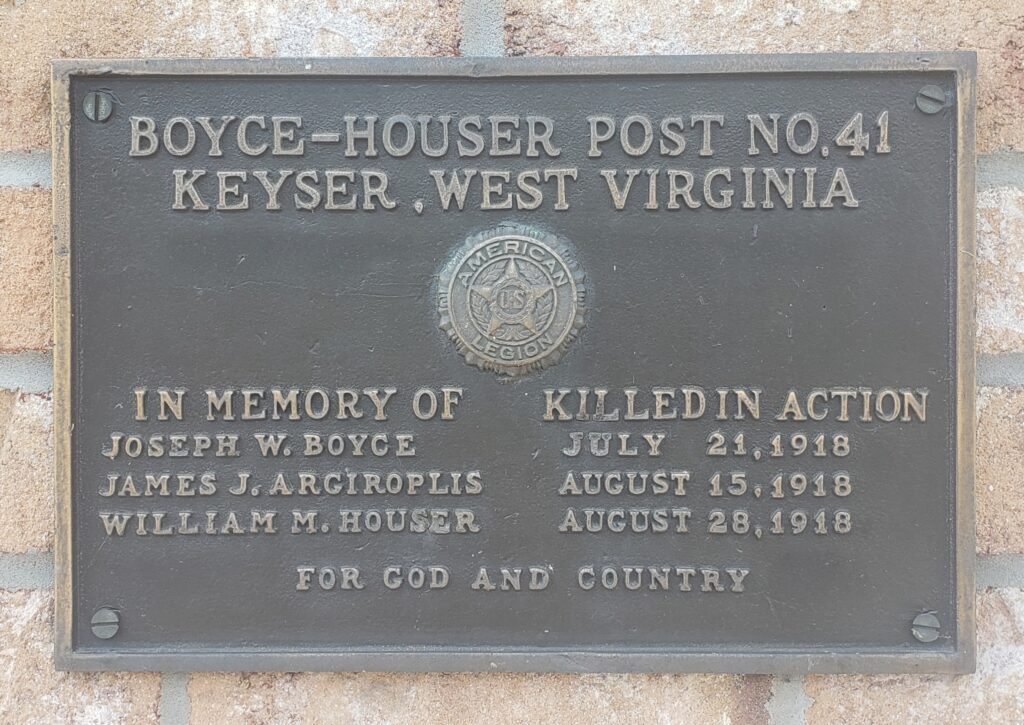 BOYCE-HOUSER POST NO. 41
KEYSER, WEST VIRGINIA
AMERICAN
US
LEGION
IN MEMORY OF KILLED IN ACTION
JOSEPH W. BOYCE JULY 21, 1918
JAMES J. ARGIROPLIS AUGUST 15, 1918
WILLIAM M. HOUSER AUGUST 28, 1918
FOR GOD AND COUNTRY